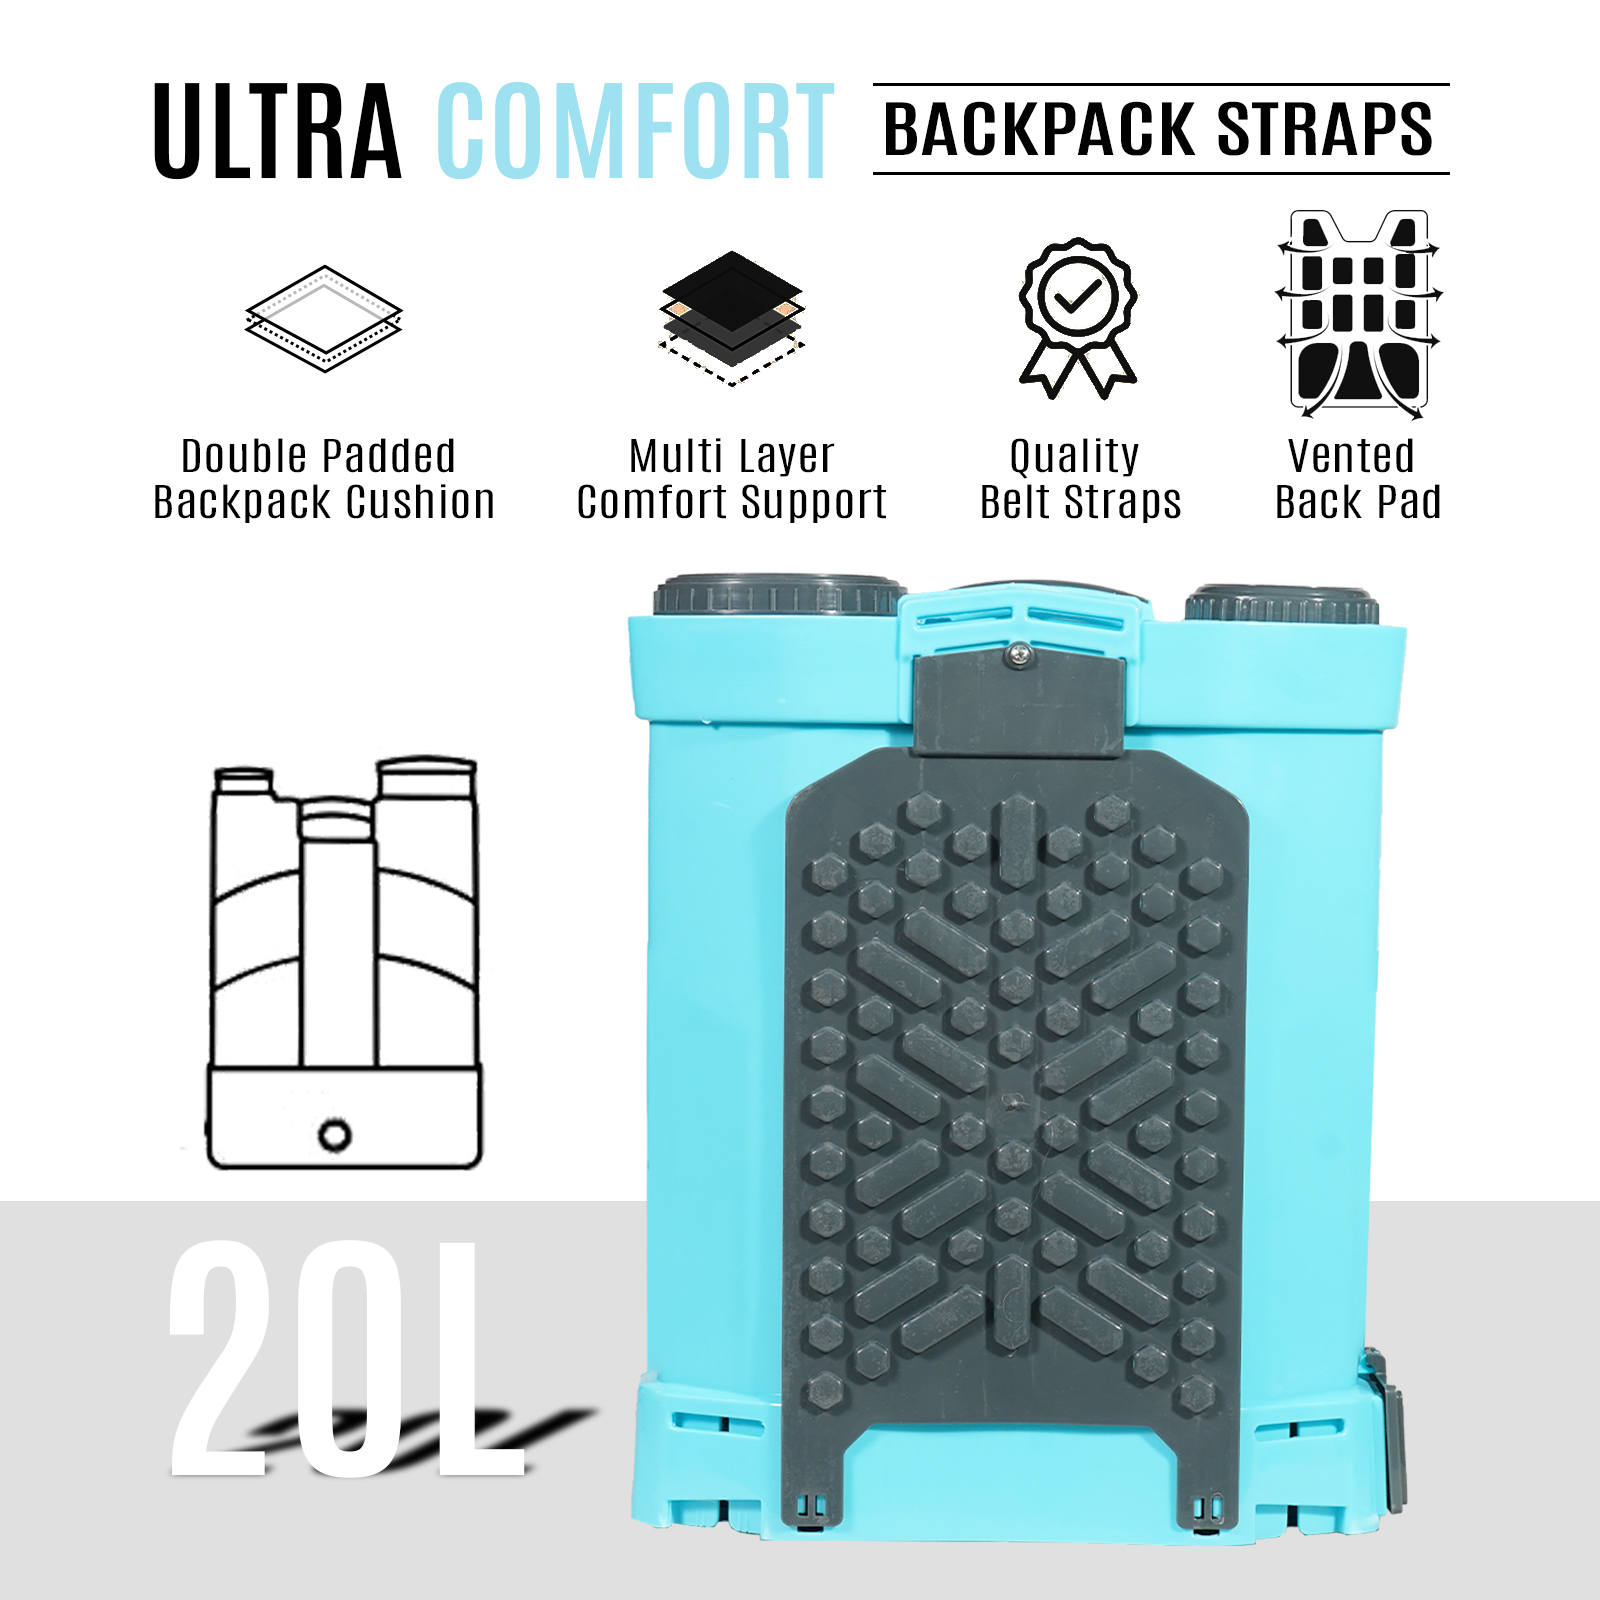 ULTRA COMFORT BACKPACK STRAPS
Double Padded
Backpack Cushion
Multi Layer
Comfort Support
Quality
Belt Straps
Vented
Back Pad
20L